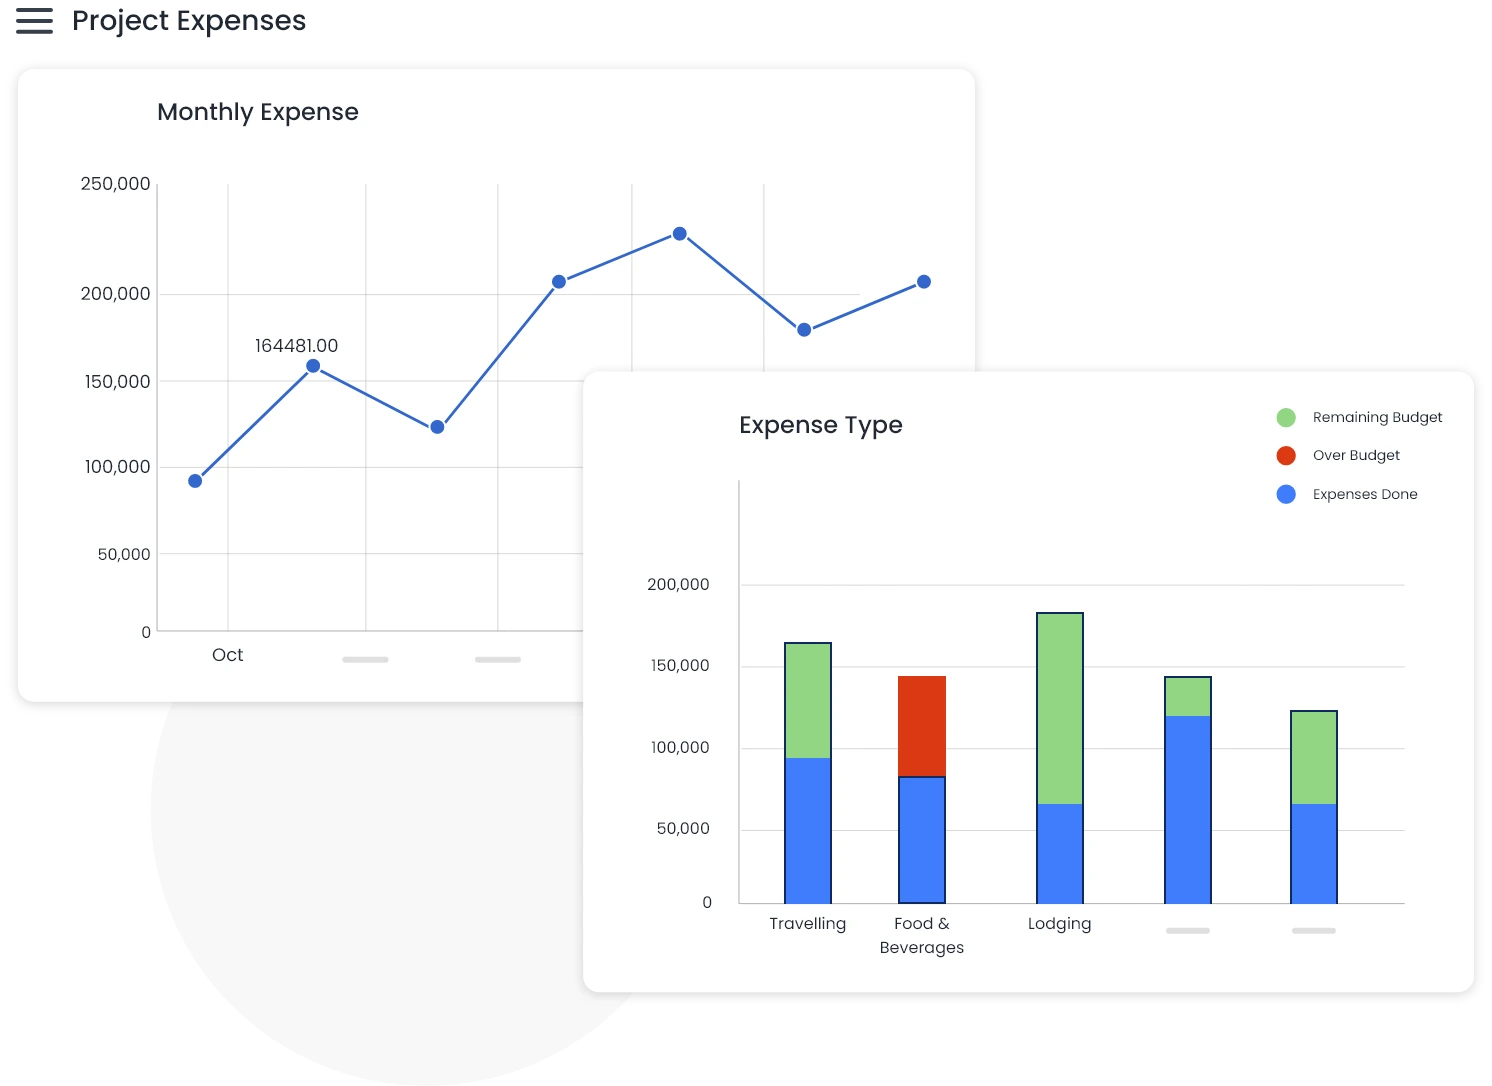 Project Expenses
Monthly Expense
250,000
200,000
164481.00
150,000
100,000
50,000
0
Oct
Expense Type
Remaining Budget
Over Budget
Expenses Done
200,000
150,000
100,000
50,000
0
Travelling
Food &
Beverages
Lodging